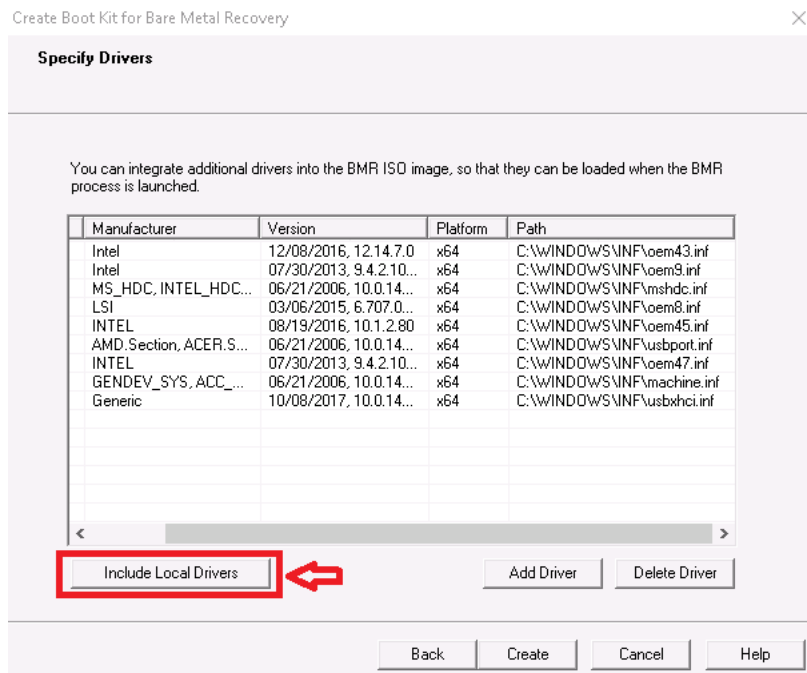 Create Boot Kit for Bare Metal Recovery
Specify Drivers
You can integrate additional drivers into the BMR ISO image, so that they can be loaded when the BMR
process is launched.
Manufacturer Version Platform Path
Intel 12/08/2016, 12.14.7.0 x64 C:\WINDOWS\INF\oem43.inf
Intel 07/30/2013, 9.4.2.10... x64 C:\WINDOWS\INF\oem9.inf
MS_HDC, INTEL_HDC... 06/21/2006, 10.0.14... x64 C:\WINDOWS\INF\mshdc.inf
LSI 03/06/2015, 6.707.0... x64 C:\WINDOWS\INF\oem8.inf
INTEL 08/19/2016, 10.1.2.80 x64 C:\WINDOWS\INF\oem45.inf
AMD.Section, ACER.S... 06/21/2006, 10.0.14... x64 C:\WINDOWS\INF\usbport.inf
INTEL 07/30/2013, 9.4.2.10... x64 C:\WINDOWS\INF\oem47.inf
GENDEV_SYS, ACC_... 06/21/2006, 10.0.14... x64 C:\WINDOWS\INF\machine.inf
Generic 10/08/2017, 10.0.14... x64 C:\WINDOWS\INF\usbxhci.inf
Include Local Drivers Add Driver Delete Driver
Back Create Cancel Help